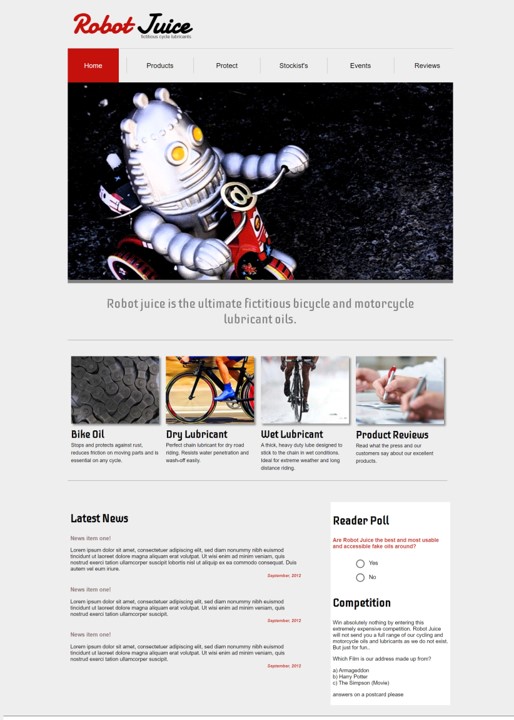 Robot Juice
fictitious cycle lubricants
Home
Products
Protect
Stockist's
Events
Reviews
Robot juice is the ultimate fictitious bicycle and motorcycle
lubricant oils.
Bike Oil
Stops and protects against rust,
reduces friction on moving parts and is
essential on any cycle.
Dry Lubricant
Perfect chain lubricant for dry road
riding. Resists water penetration and
wash-off easily.
Wet Lubricant
A thick, heavy duty lube designed to
stick to the chain in wet conditions.
Ideal for extreme weather and long
distance riding.
Product Reviews
Read what the press and our
customers say about our excellent
products.
Latest News
News item one!
Lorem ipsum dolor sit amet, consectetuer adipiscing elit, sed diam nonummy nibh euismod
tincidunt ut laoreet dolore magna aliquam erat volutpat. Ut wisi enim ad minim veniam, quis
nostrud exerci tation ullamcorper suscipit lobortis nisl ut aliquip ex ea commodo consequat. Duis
autem vel eum iriure.
September, 2012
News item one!
Lorem ipsum dolor sit amet, consectetuer adipiscing elit, sed diam nonummy nibh euismod
tincidunt ut laoreet dolore magna aliquam erat volutpat. Ut wisi enim ad minim veniam, quis
nostrud exerci tation ullamcorper suscipit.
September, 2012
News item one!
Lorem ipsum dolor sit amet, consectetuer adipiscing elit, sed diam nonummy nibh euismod
tincidunt ut laoreet dolore magna aliquam erat volutpat. Ut wisi enim ad minim veniam, quis
nostrud exerci tation ullamcorper suscipit.
September, 2012
Reader Poll
Are Robot Juice the best and most usable
and accessible fake oils around?
Yes
No
Competition
Win absolutely nothing by entering this
extremely expensive competition. Robot Juice
will not send you a full range of our cycling and
motorcycle oils and lubricants as we do not exist.
But just for fun..
Which Film is our address made up from?
a) Armageddon
b) Harry Potter
c) The Simpson (Movie)
answers on a postcard please